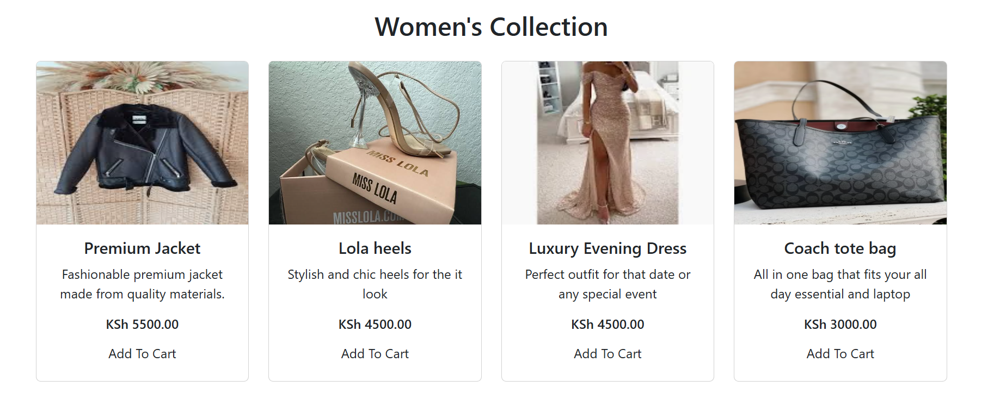 Women's Collection
MISS LOLA
MISS LOLA
MISSLOLA.COM
Premium Jacket
Fashionable premium jacket
made from quality materials.
KSh 5500.00
Add To Cart
Lola heels
Stylish and chic heels for the it
look
KSh 4500.00
Add To Cart
Luxury Evening Dress
Perfect outfit for that date or
any special event
KSh 4500.00
Add To Cart
Coach tote bag
All in one bag that fits your all
day essential and laptop
KSh 3000.00
Add To Cart